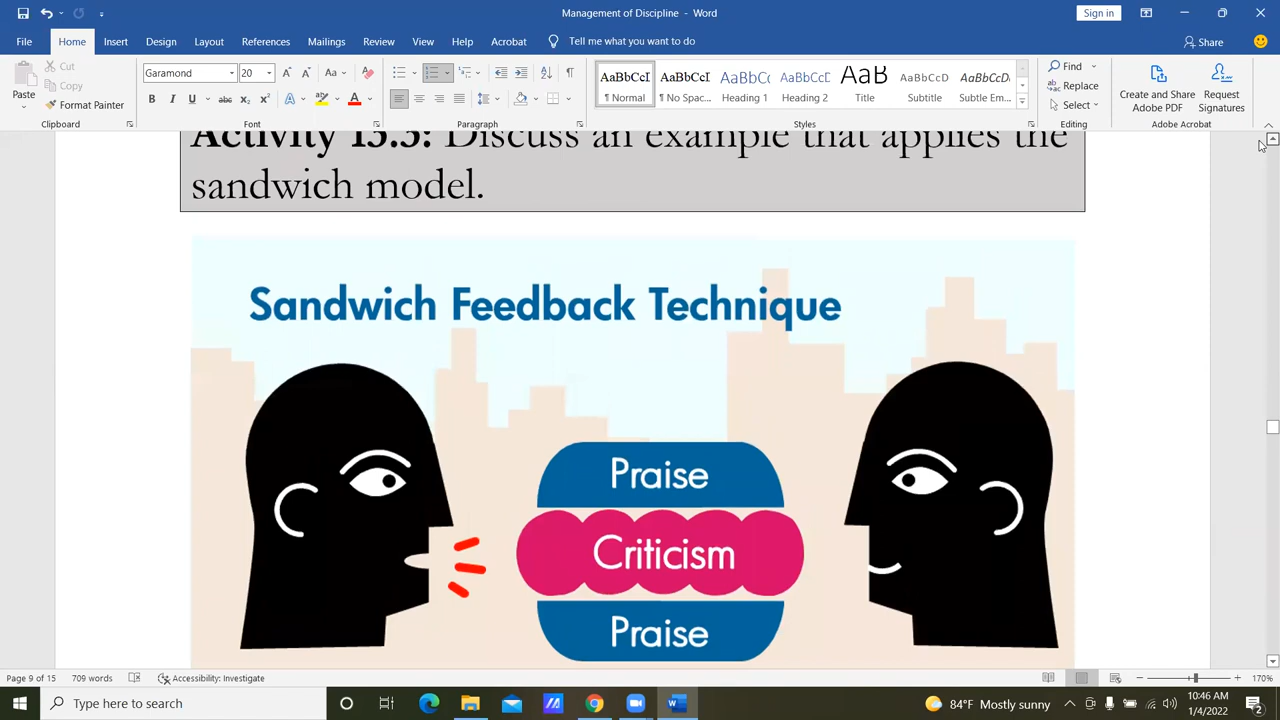 Management of Discipline - Word
Sign in
File Home Insert Design Layout References Mailings Review View Help Acrobat Tell me what you want to do Share
Paste
Cut
Copy
Format Painter
Clipboard
Garamond 20
Font
Paragraph
AaBbCcI ¶ Normal
AaBbCcI ¶ No Spac...
AaBbCc Heading 1
AaBbCcI Heading 2
AaB Title
AaBbCcD Subtitle
AaBbCcD Subtle Em...
Styles
Find
Replace
Select
Editing
Create and Share
Adobe PDF
Request
Signatures
Adobe Acrobat
Activity 13.3: Discuss an example that applies the
sandwich model.
Sandwich Feedback Technique
Praise
Criticism
Praise
Page 9 of 15 709 words Accessibility: Investigate 170%
Type here to search
84°F Mostly sunny
10:46 AM
1/4/2022